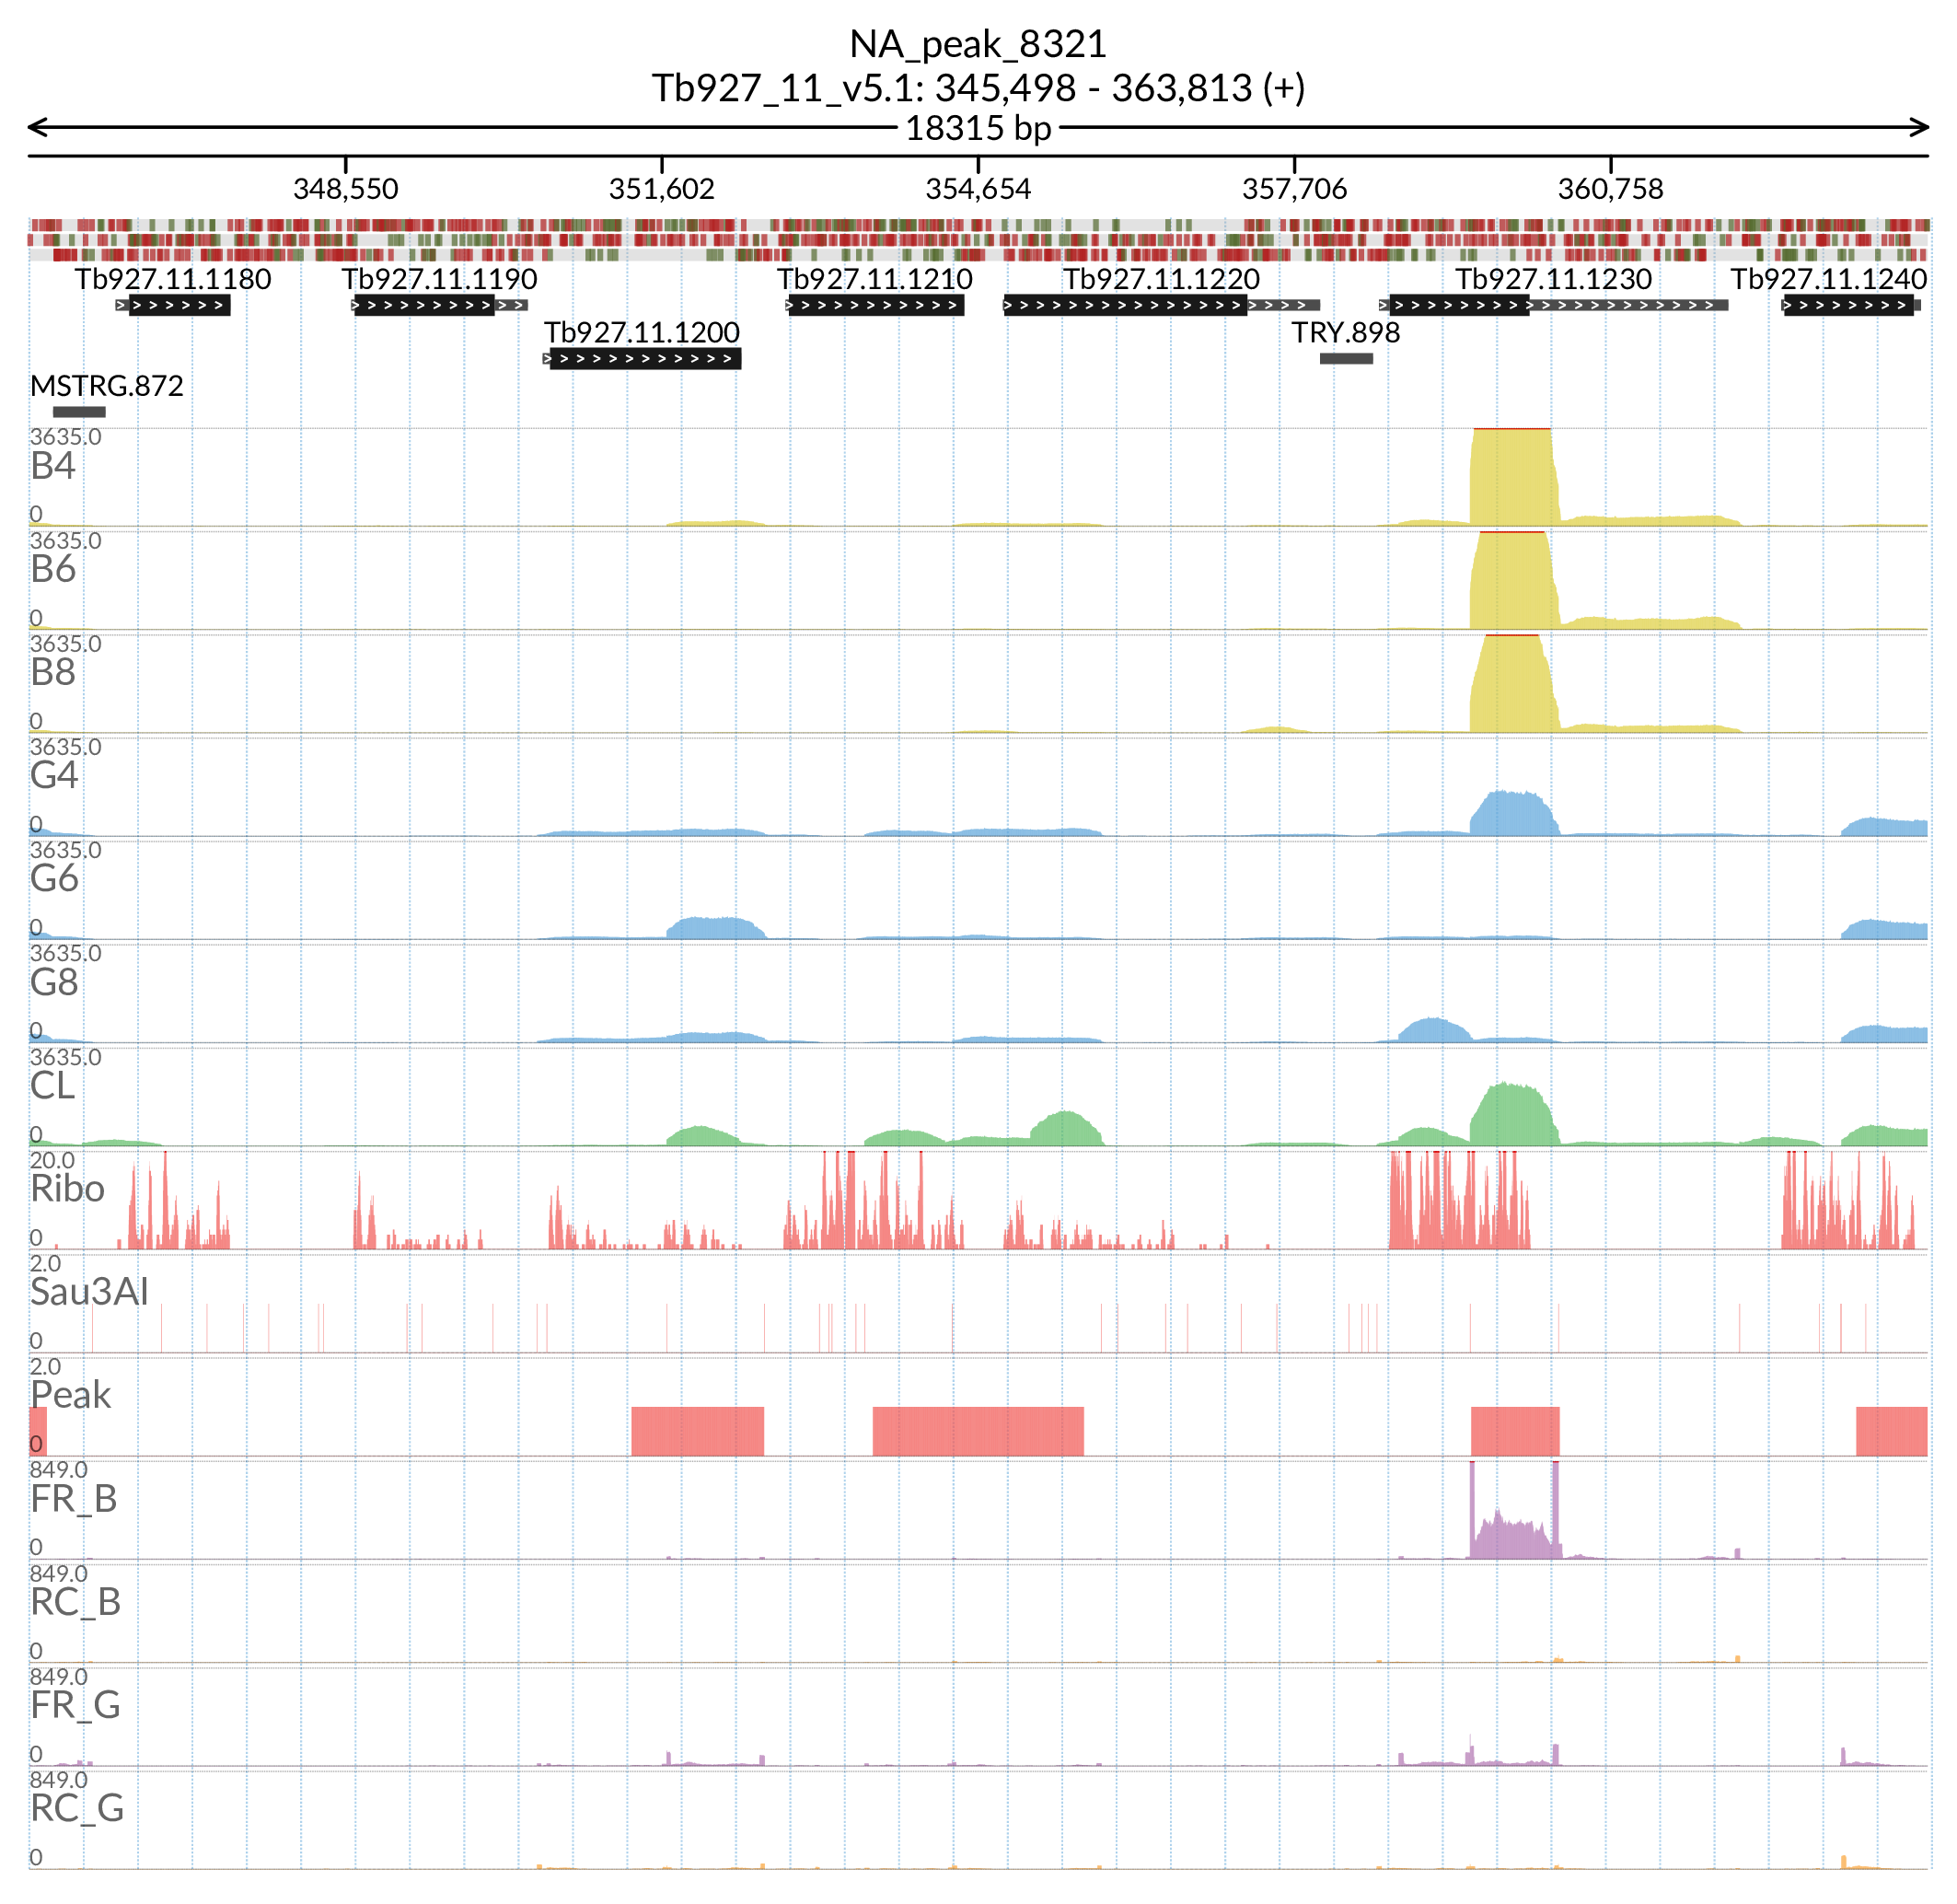 NA_peak_8321
Tb927_11_v5.1: 345,498 - 363,813 (+)
18315 bp
348,550 351,602 354,654 357,706 360,758
Tb927.11.1180 Tb927.11.1190 Tb927.11.1210 Tb927.11.1220 Tb927.11.1230 Tb927.11.1240
Tb927.11.1200 TRY.898
MSTRG.872
3635.0
B4
0
3635.0
B6
0
3635.0
B8
0
3635.0
G4
0
3635.0
G6
0
3635.0
G8
0
3635.0
CL
0
20.0
Ribo
0
2.0
Sau3AI
0
2.0
Peak
0
849.0
FR_B
0
849.0
RC_B
0
849.0
FR_G
0
849.0
RC_G
0